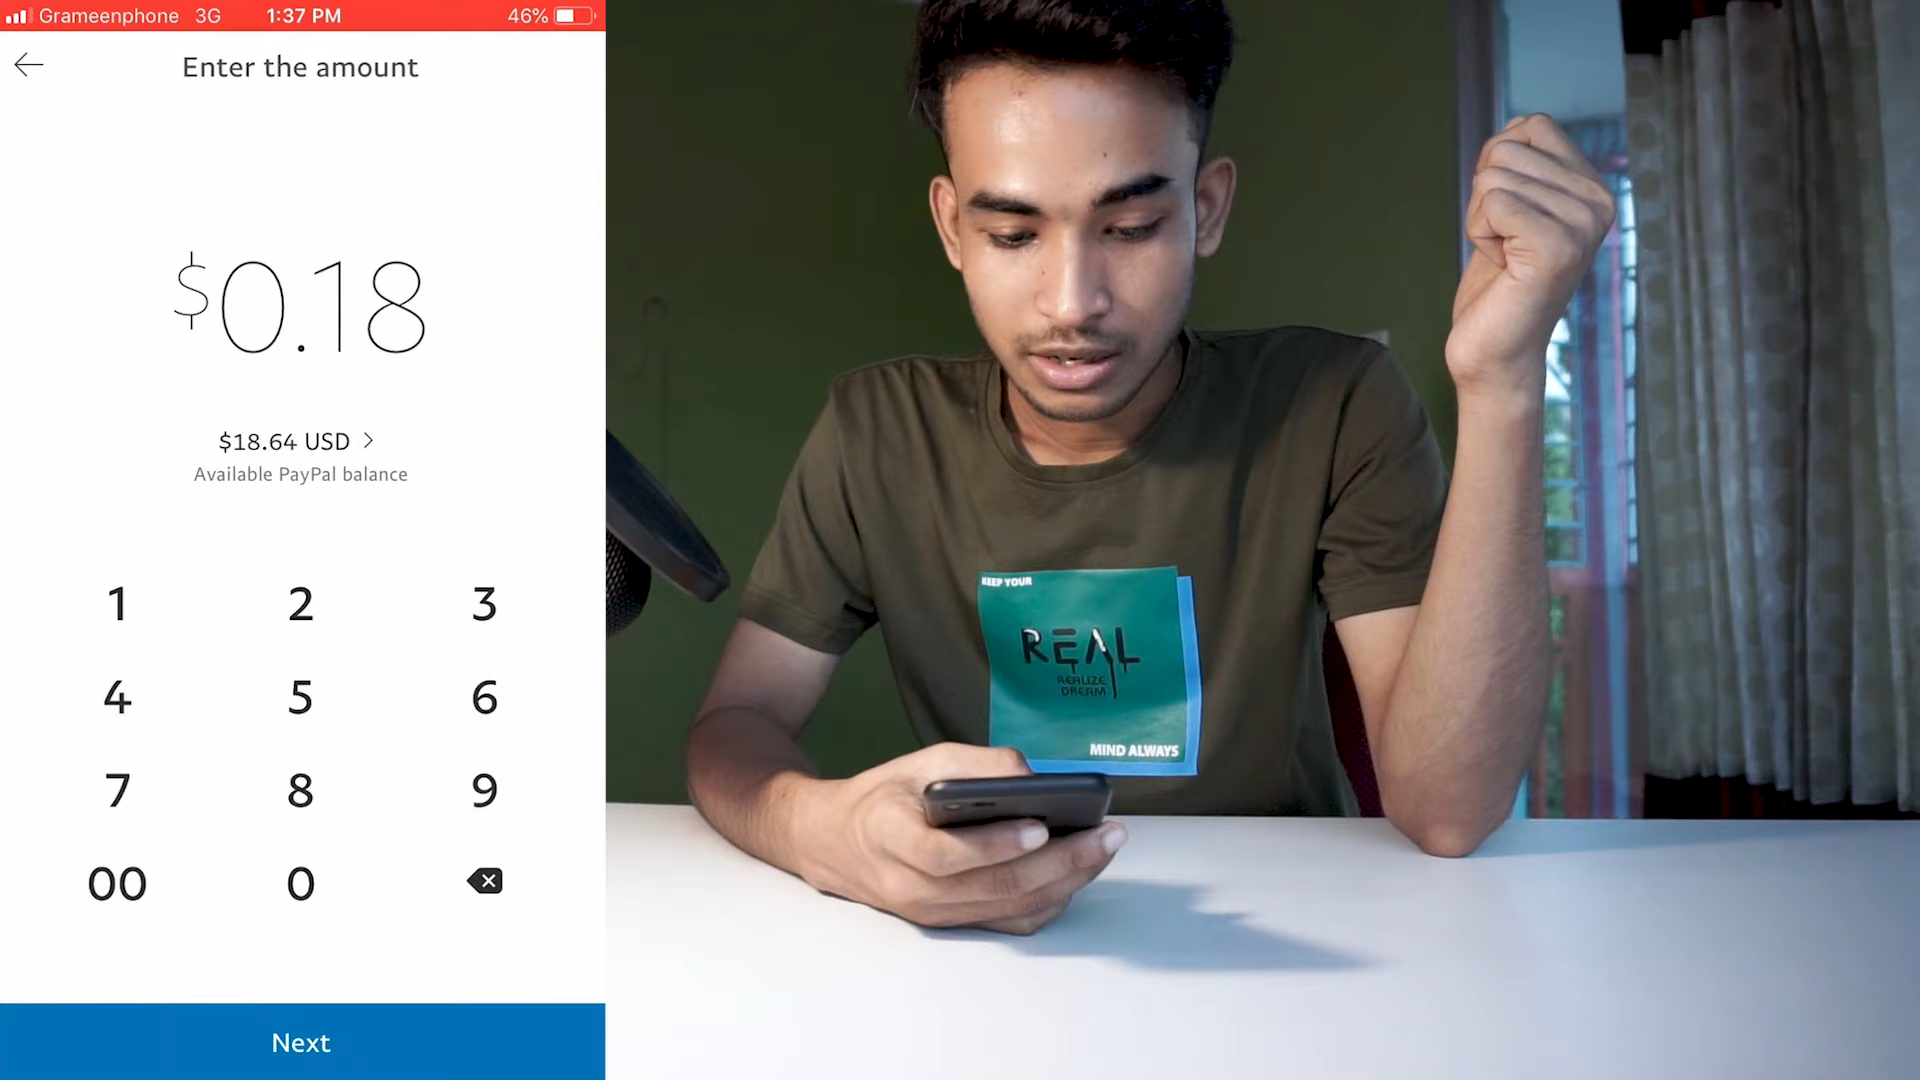 Grameenphone 3G 1:37 PM 46%
Enter the amount
$0.18
$18.64 USD >
Available PayPal balance
1 2 3
4 5 6
7 8 9
00 0
Next
KEEP YOUR
REAL
REALIZE
DREAM
MIND ALWAYS